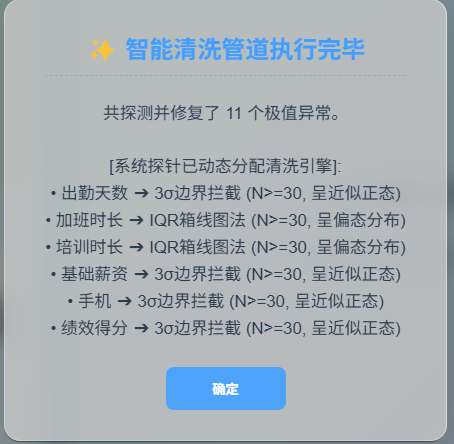 ✨ 智能清洗管道执行完毕
共探测并修复了 11 个极值异常。
[系统探针已动态分配清洗引擎]:
• 出勤天数 ➔ 3σ边界拦截 (N>=30, 呈近似正态)
• 加班时长 ➔ IQR箱线图法 (N>=30, 呈偏态分布)
• 培训时长 ➔ IQR箱线图法 (N>=30, 呈偏态分布)
• 基础薪资 ➔ 3σ边界拦截 (N>=30, 呈近似正态)
• 手机 ➔ 3σ边界拦截 (N>=30, 呈近似正态)
• 绩效得分 ➔ 3σ边界拦截 (N>=30, 呈近似正态)
确定